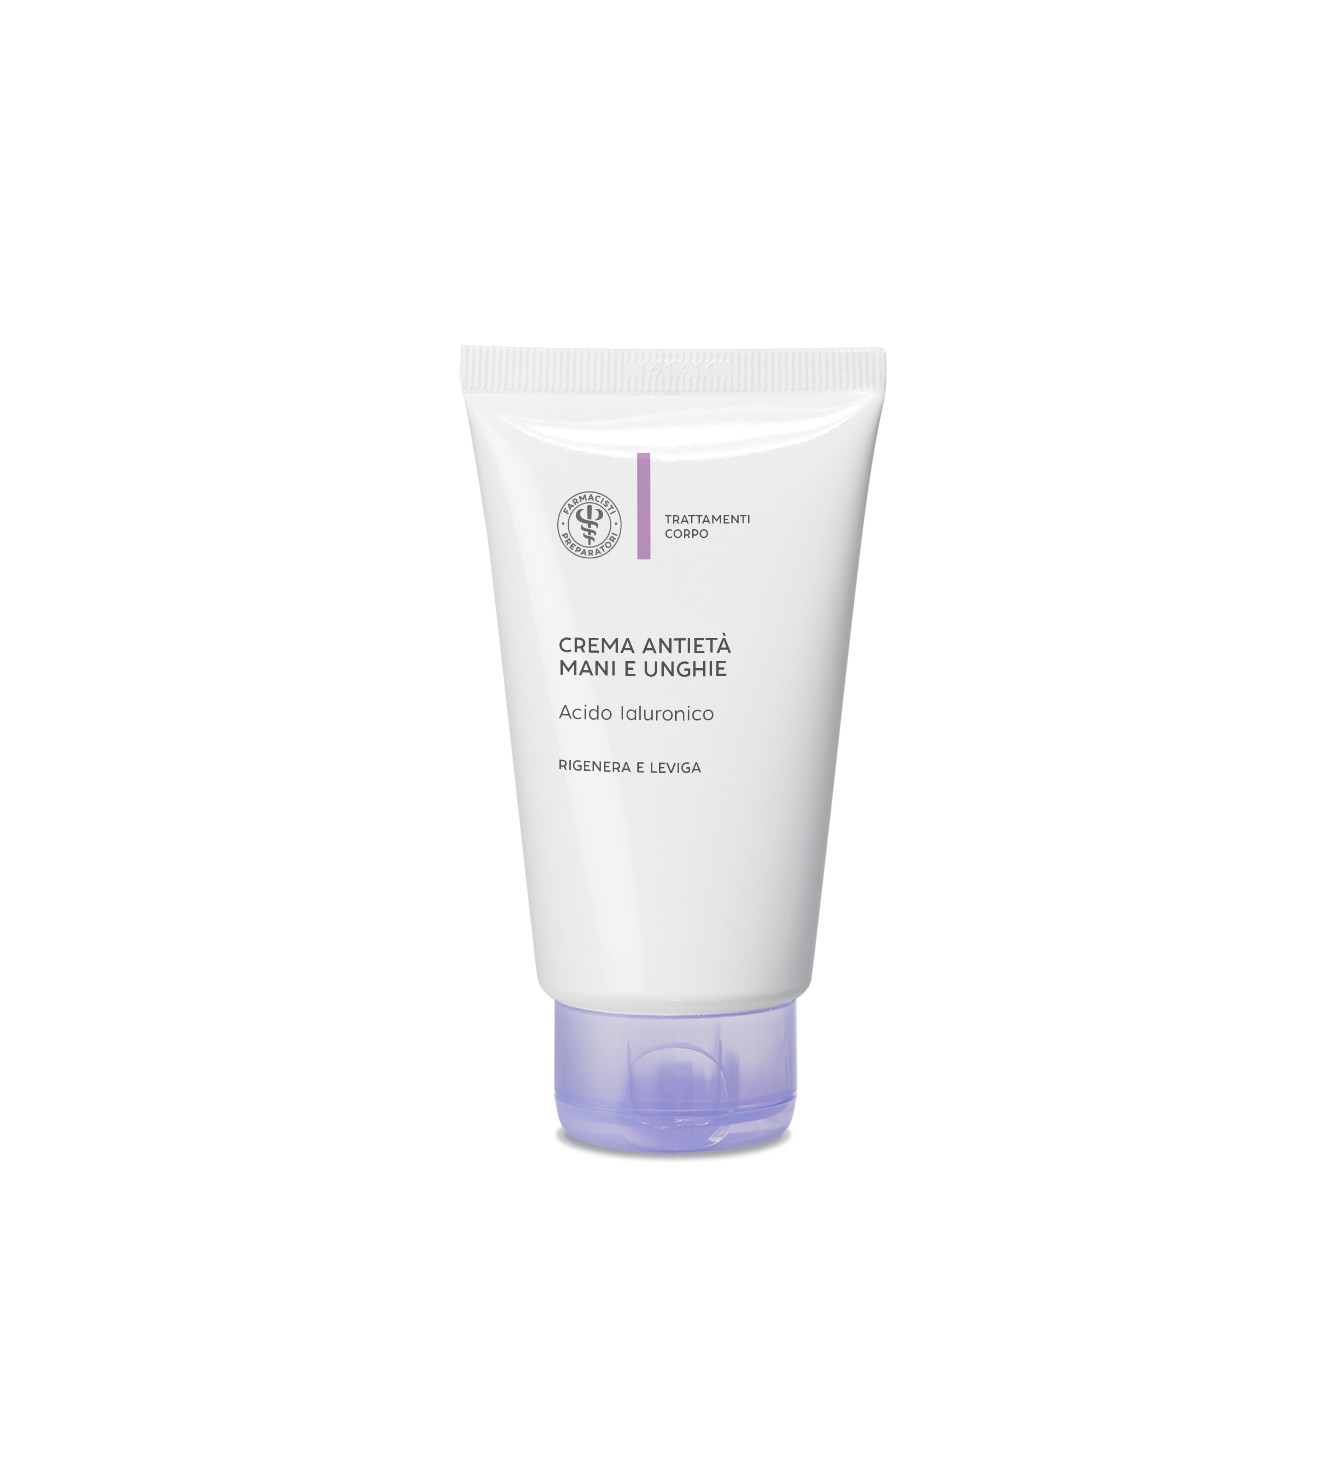 FARMACISTI
PREPARATORI
TRATTAMENTI
CORPO
CREMA ANTIETÀ
MANI E UNGHIE
Acido Ialuronico
RIGENERA E LEVIGA